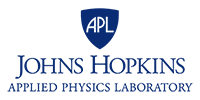 APL
JOHNS HOPKINS
APPLIED PHYSICS LABORATORY